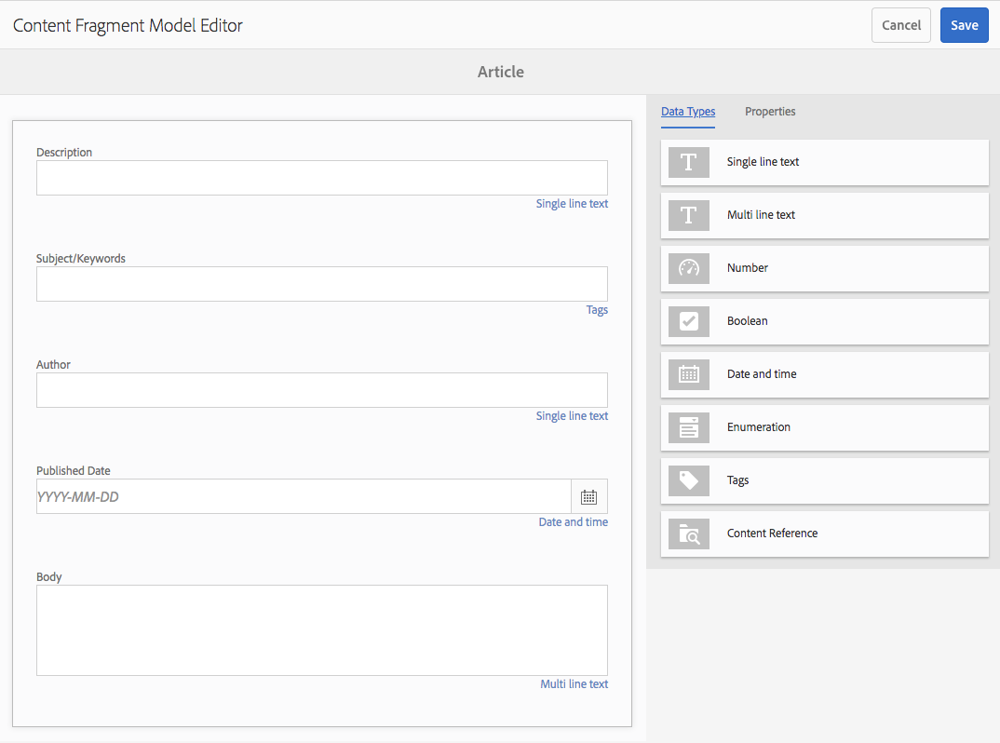 Content Fragment Model Editor
Cancel
Save
Article
Description
Single line text
Subject/Keywords
Tags
Author
Single line text
Published Date
YYYY-MM-DD
Date and time
Body
Multi line text
Data Types
Properties
Single line text
Multi line text
Number
Boolean
Date and time
Enumeration
Tags
Content Reference